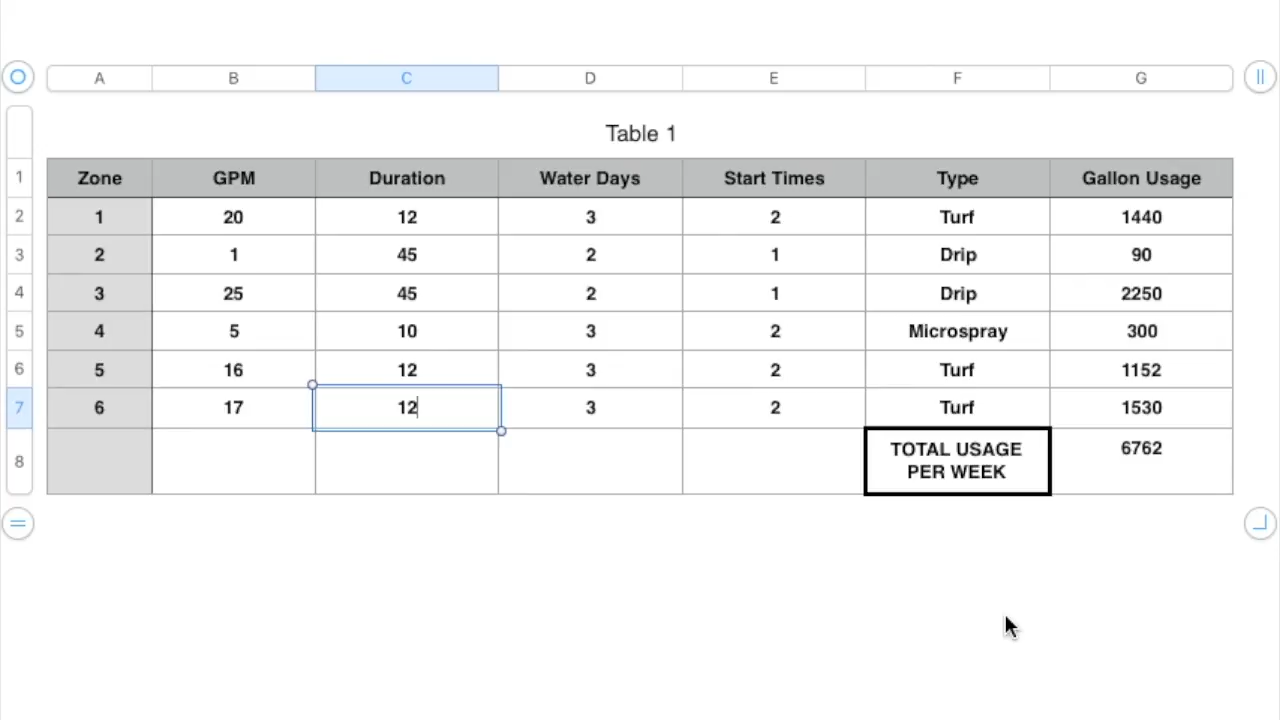 A B C D E F G
Table 1
1 Zone GPM Duration Water Days Start Times Type Gallon Usage
2 1 20 12 3 2 Turf 1440
3 2 1 45 2 1 Drip 90
4 3 25 45 2 1 Drip 2250
5 4 5 10 3 2 Microspray 300
6 5 16 12 3 2 Turf 1152
7 6 17 12 3 2 Turf 1530
8 TOTAL USAGE 6762
PER WEEK